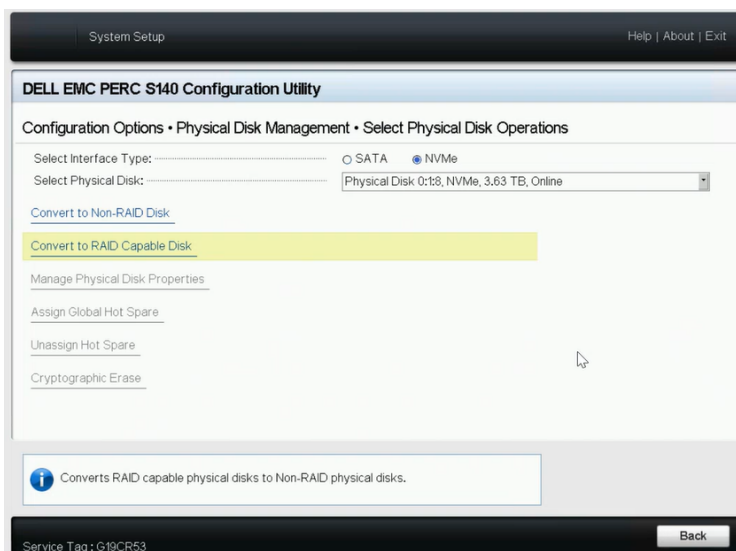 System Setup
Help | About | Exit
DELL EMC PERC S140 Configuration Utility
Configuration Options • Physical Disk Management • Select Physical Disk Operations
Select Interface Type: SATA NVMe
Select Physical Disk: Physical Disk 0:1:8, NVMe, 3.63 TB, Online
Convert to Non-RAID Disk
Convert to RAID Capable Disk
Manage Physical Disk Properties
Assign Global Hot Spare
Unassign Hot Spare
Cryptographic Erase
Converts RAID capable physical disks to Non-RAID physical disks.
Back
Service Tag : G19CR53